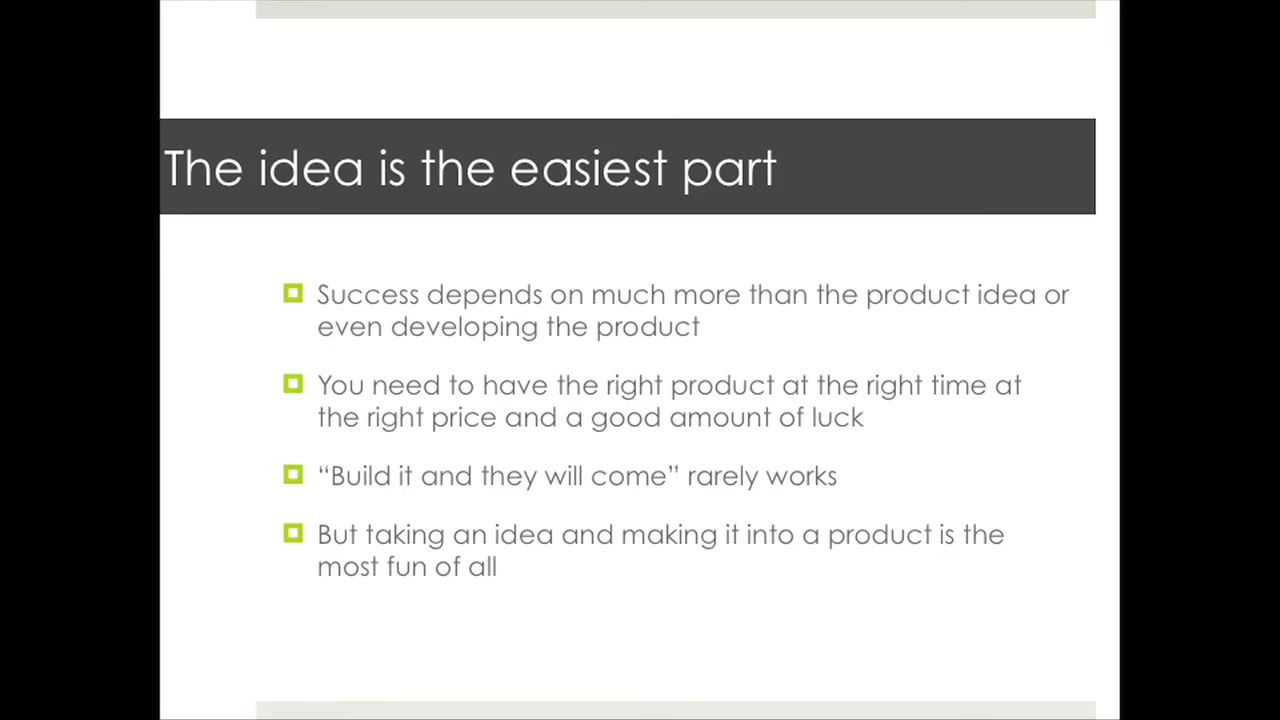 The idea is the easiest part
Success depends on much more than the product idea or
even developing the product
You need to have the right product at the right time at
the right price and a good amount of luck
“Build it and they will come” rarely works
But taking an idea and making it into a product is the
most fun of all